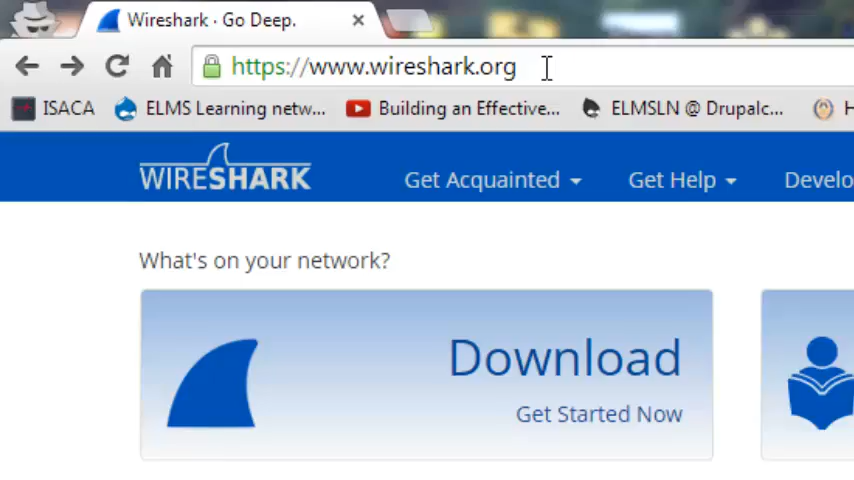 Wireshark · Go Deep.
https://www.wireshark.org
ISACA ELMS Learning netw... Building an Effective... ELMSLN @ Drupalc... H
WIRESHARK Get Acquainted Get Help Develo
What's on your network?
Download
Get Started Now